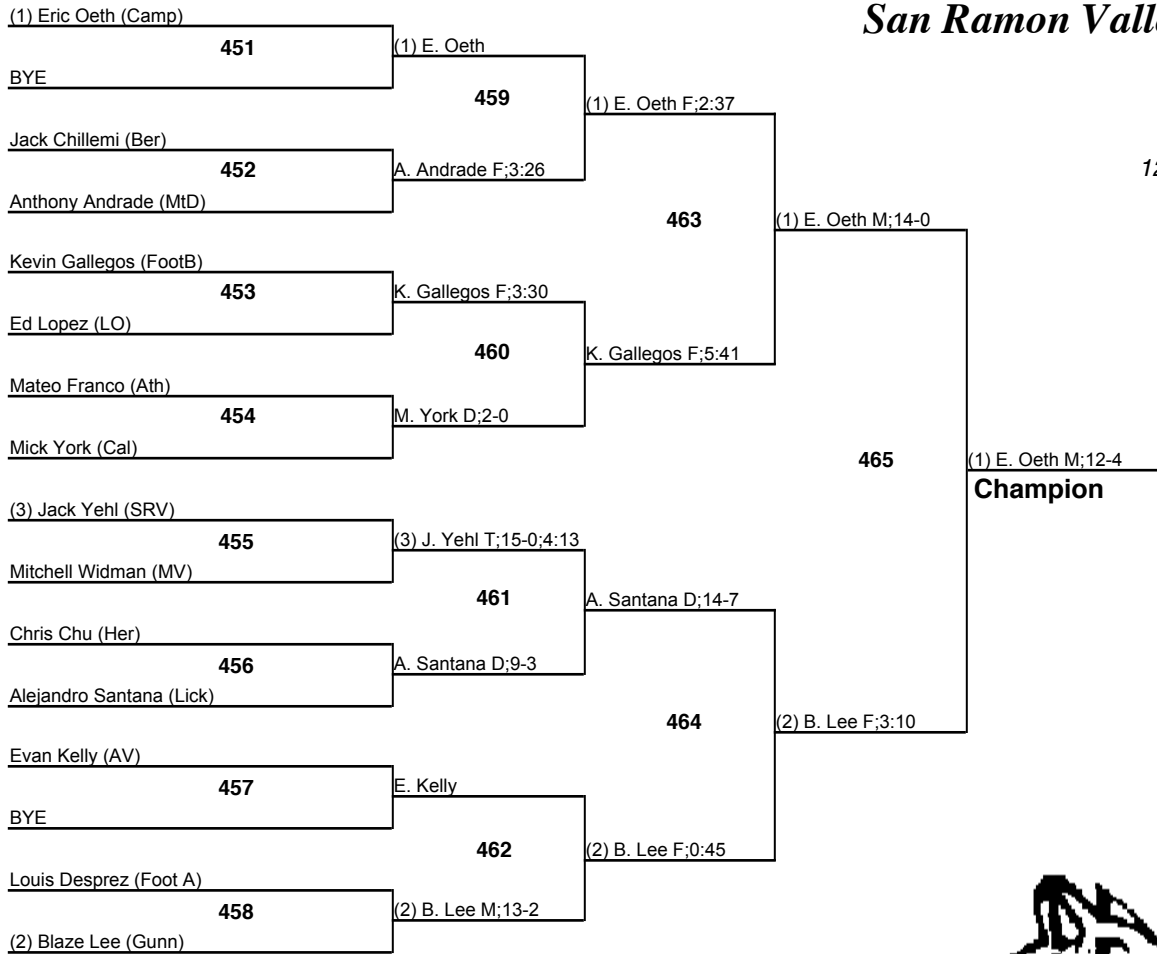 San Ramon
(1) Eric Oeth (Camp)
451
BYE
(1) E. Oeth
459
(1) E. Oeth F;2:37
Jack Chillemi (Ber)
452
Anthony Andrade (MtD)
A. Andrade F;3:26
12
463
(1) E. Oeth M;14-0
Kevin Gallegos (FootB)
453
Ed Lopez (LO)
K. Gallegos F;3:30
460
K. Gallegos F;5:41
Mateo Franco (Ath)
454
Mick York (Cal)
M. York D;2-0
465
(1) E. Oeth M;12-4
Champion
(3) Jack Yehl (SRV)
455
Mitchell Widman (MV)
(3) J. Yehl T;15-0;4:13
461
A. Santana D;14-7
Chris Chu (Her)
456
Alejandro Santana (Lick)
A. Santana D;9-3
464
(2) B. Lee F;3:10
Evan Kelly (AV)
457
BYE
E. Kelly
462
(2) B. Lee F;0:45
Louis Desprez (Foot A)
458
(2) Blaze Lee (Gunn)
(2) B. Lee M;13-2